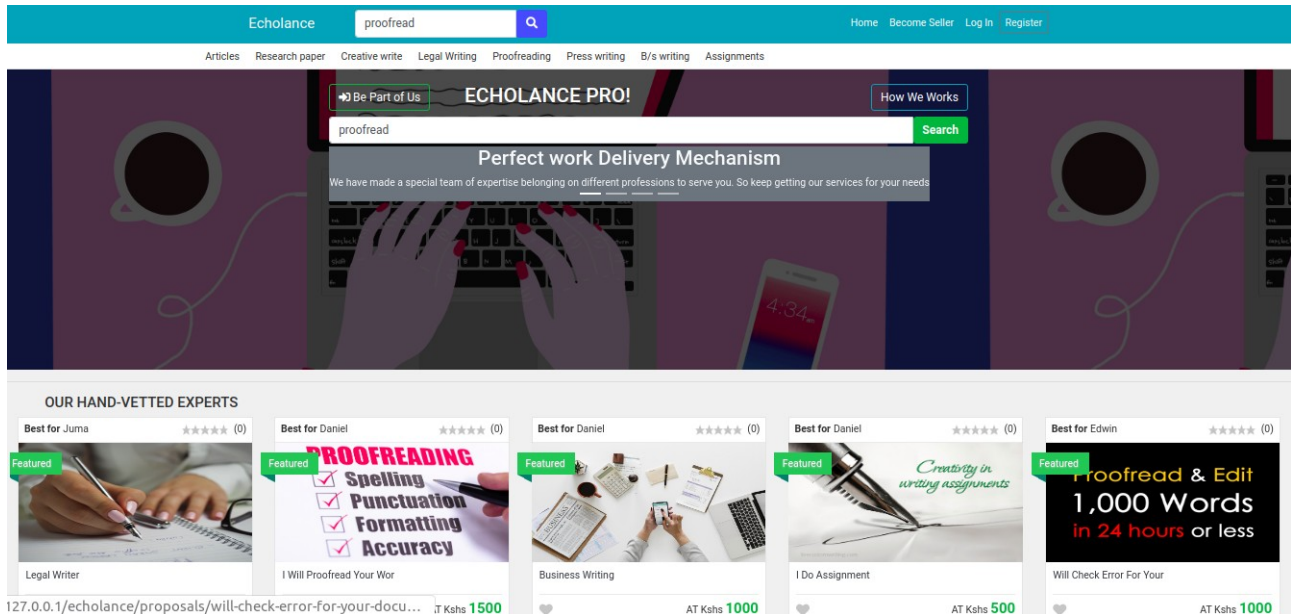 Echolance proofread Home Become Seller Log In Register
Articles Research paper Creative write Legal Writing Proofreading Press writing B/s writing Assignments
Be Part of Us ECHOLANCE PRO! How We Works
proofread Search
Perfect work Delivery Mechanism
We have made a special team of expertise belonging on different professions to serve you. So keep getting our services for your needs
4:34
OUR HAND-VETTED EXPERTS
Best for Juma (0) Best for Daniel (0) Best for Daniel (0) Best for Daniel (0) Best for Edwin (0)
Featured
PROOFREADING
Spelling
Punctuation
Formatting
Accuracy
Featured
Featured
BUSINESS
Featured
Creativity in
writing assignments
Featured
Proofread & Edit
1,000 Words
in 24 hours or less
Legal Writer I Will Proofread Your Wor Business Writing I Do Assignment Will Check Error For Your
127.0.0.1/echolance/proposals/will-check-error-for-your-docu... AT Kshs 1500 AT Kshs 1000 AT Kshs 500 AT Kshs 1000